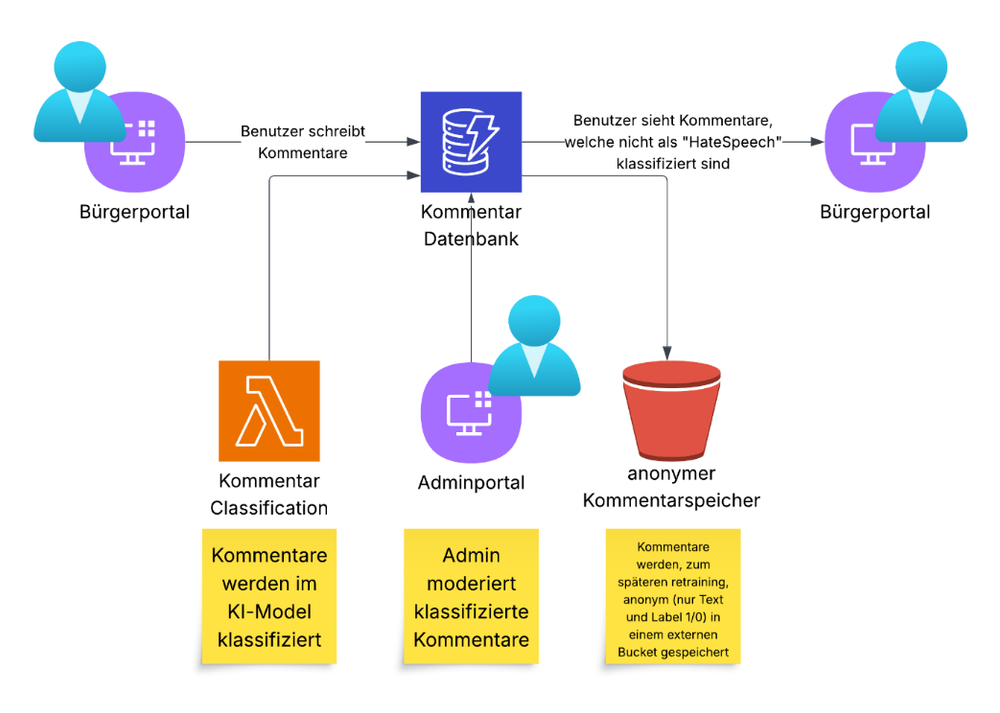 Benutzer schreibt
Kommentare
Benutzer sieht Kommentare,
welche nicht als "HateSpeech"
klassifiziert sind
Bürgerportal
Kommentar
Datenbank
Bürgerportal
Kommentar
Classification
Adminportal
anonymer
Kommentarspeicher
Kommentare
werden im
KI-Model
klassifiziert
Admin
moderiert
klassifizierte
Kommentare
Kommentare
werden, zum
späteren retraining,
anonym (nur Text
und Label 1/0) in
einem externen
Bucket gespeichert